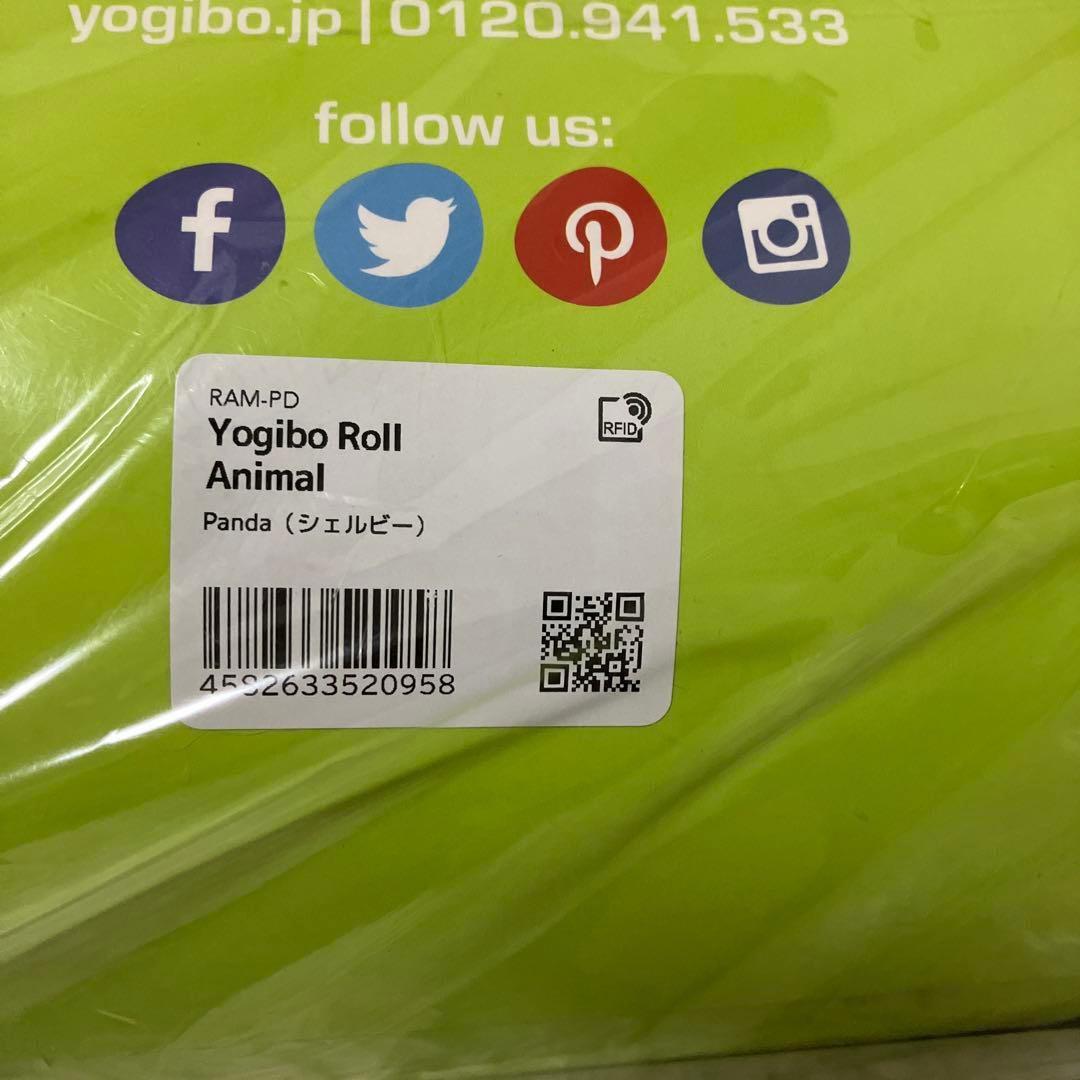 yogibo.jp | 0120.941.533
follow us:
RAM-PD
RFID
Yogibo Roll
Animal
Panda（シェルビー）
4582633520958